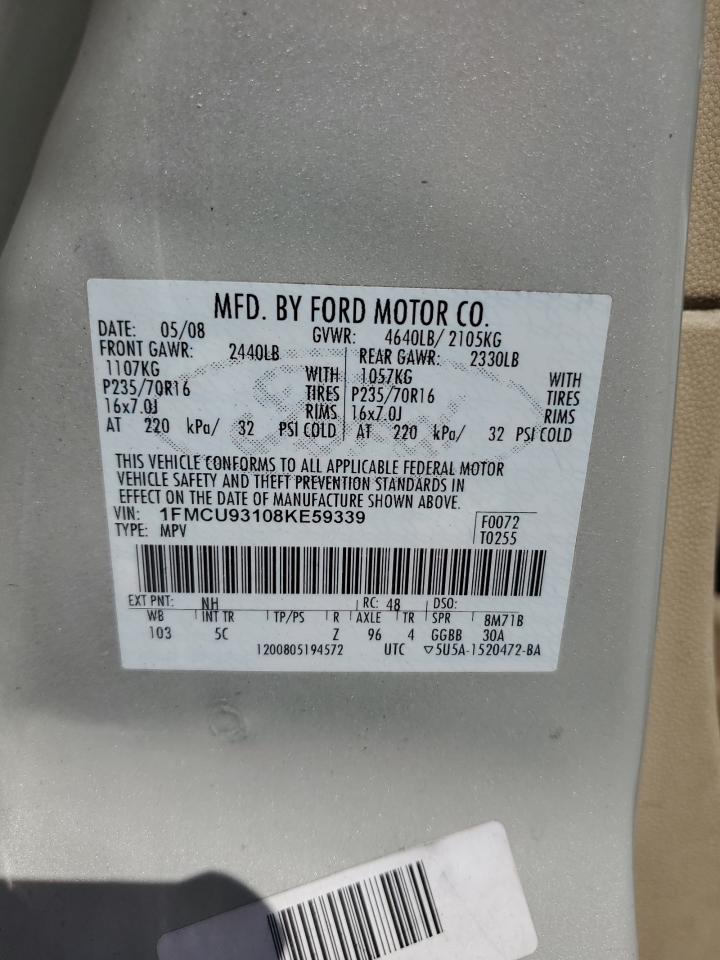 MFD. BY FORD MOTOR CO.
DATE: 05/08 GVWR: 4640LB/ 2105KG
FRONT GAWR: 2440LB REAR GAWR: 2330LB
1107KG WITH 1057KG WITH
P235/70R16 TIRES P235/70R16 TIRES
16x7.0J RIMS 16x7.0J RIMS
AT 220 kPa/ 32 PSI COLD AT 220 kPa/ 32 PSI COLD
THIS VEHICLE CONFORMS TO ALL APPLICABLE FEDERAL MOTOR
VEHICLE SAFETY AND THEFT PREVENTION STANDARDS IN
EFFECT ON THE DATE OF MANUFACTURE SHOWN ABOVE.
VIN: 1FMCU93108KE59339 F0072
TYPE: MPV T0255
EXT PNT: NH RC: 48 DSO:
WB INT TR TP/PS R AXLE TR SPR 8M71B
103 5C Z 96 4 GGBB 30A
1200805194572 UTC ▽5U5A-1520472-BA